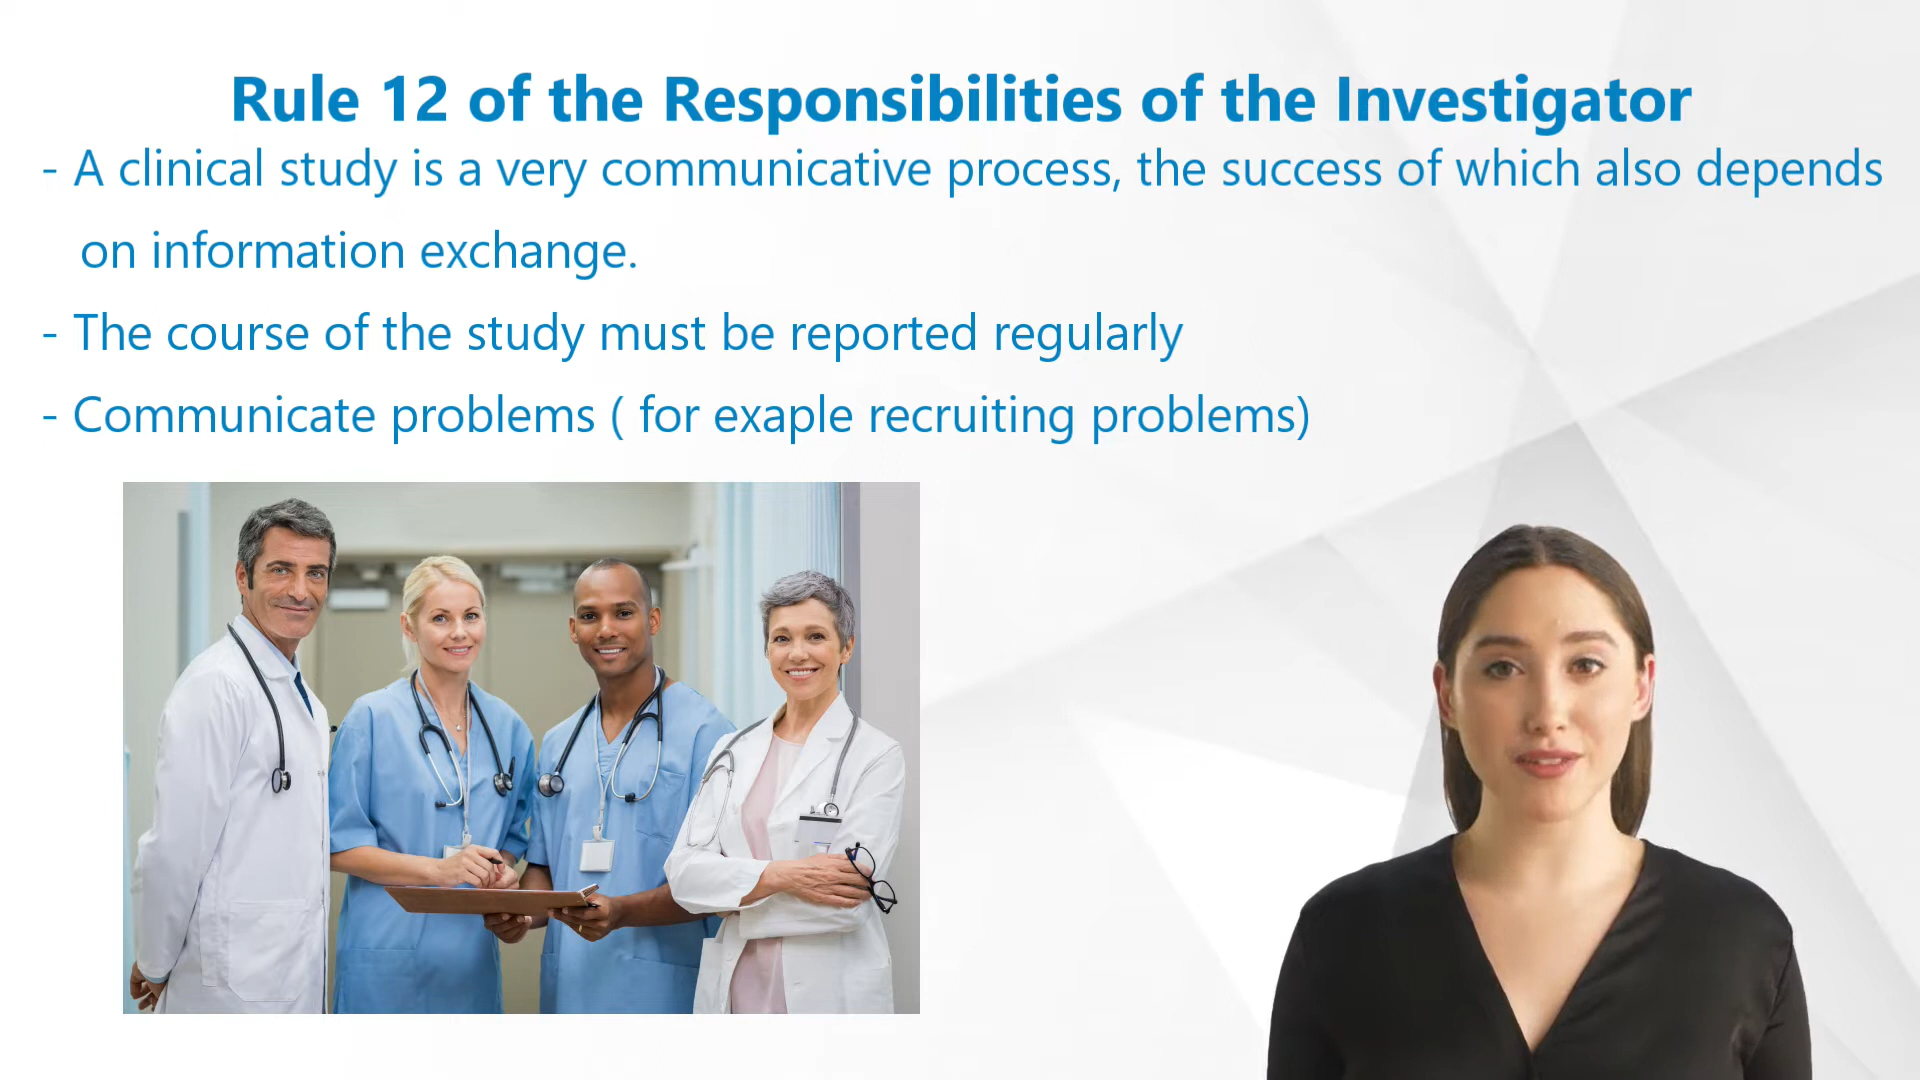 Rule 12 of the Responsibilities of the Investigator
- A clinical study is a very communicative process, the success of which also depends
on information exchange.
- The course of the study must be reported regularly
- Communicate problems ( for exaple recruiting problems)